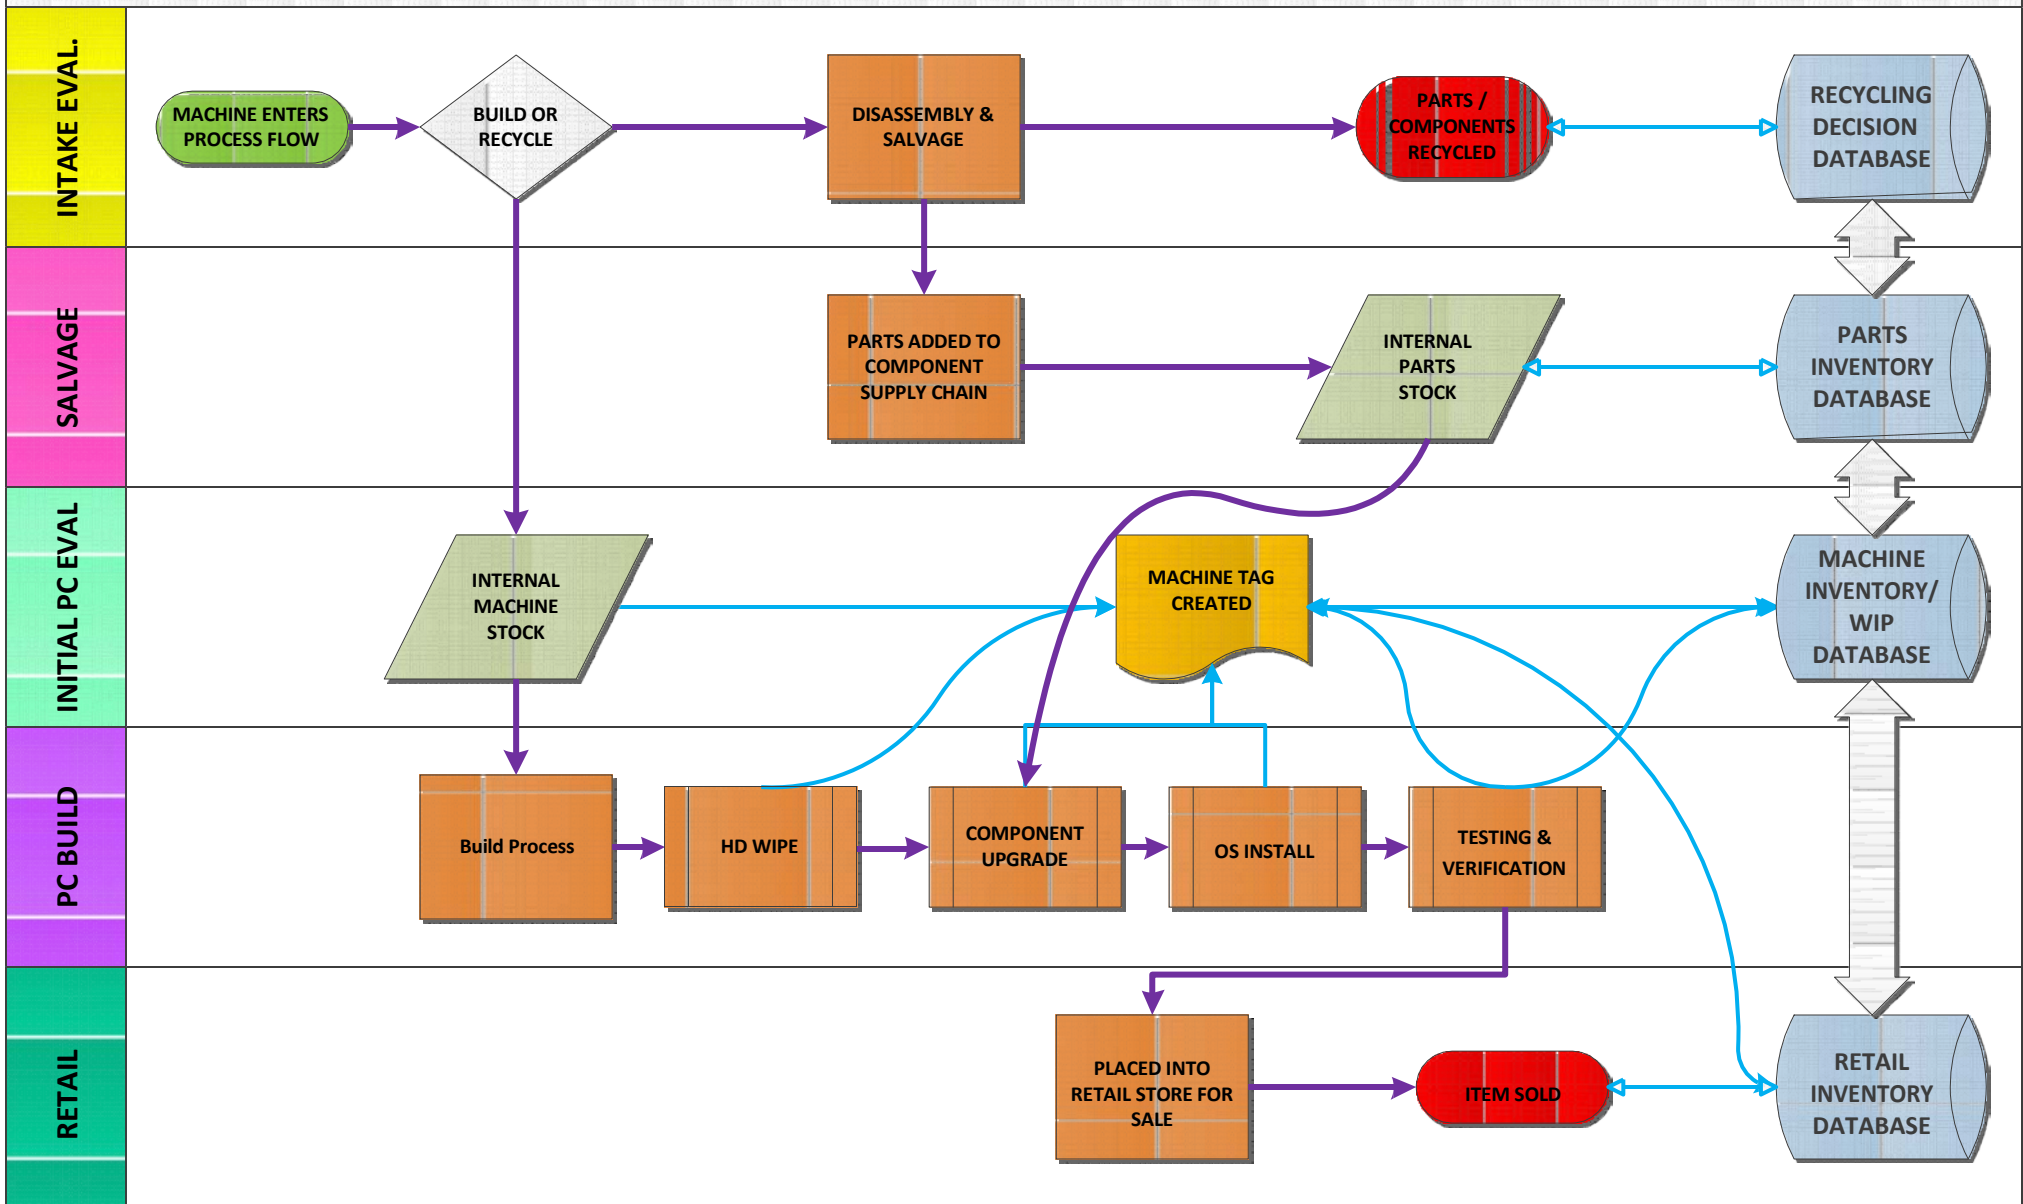 INTAKE EVAL.
MACHINE ENTERS
PROCESS FLOW
BUILD OR
RECYCLE
DISASSEMBLY &
SALVAGE
PARTS /
COMPONENTS
RECYCLED
RECYCLING
DECISION
DATABASE
SALVAGE
PARTS ADDED TO
COMPONENT
SUPPLY CHAIN
INTERNAL
PARTS
STOCK
PARTS
INVENTORY
DATABASE
INITIAL PC EVAL
INTERNAL
MACHINE
STOCK
MACHINE TAG
CREATED
MACHINE
INVENTORY/
WIP
DATABASE
PC BUILD
Build Process
HD WIPE
COMPONENT
UPGRADE
OS INSTALL
TESTING &
VERIFICATION
RETAIL
PLACED INTO
RETAIL STORE FOR
SALE
ITEM SOLD
RETAIL
INVENTORY
DATABASE